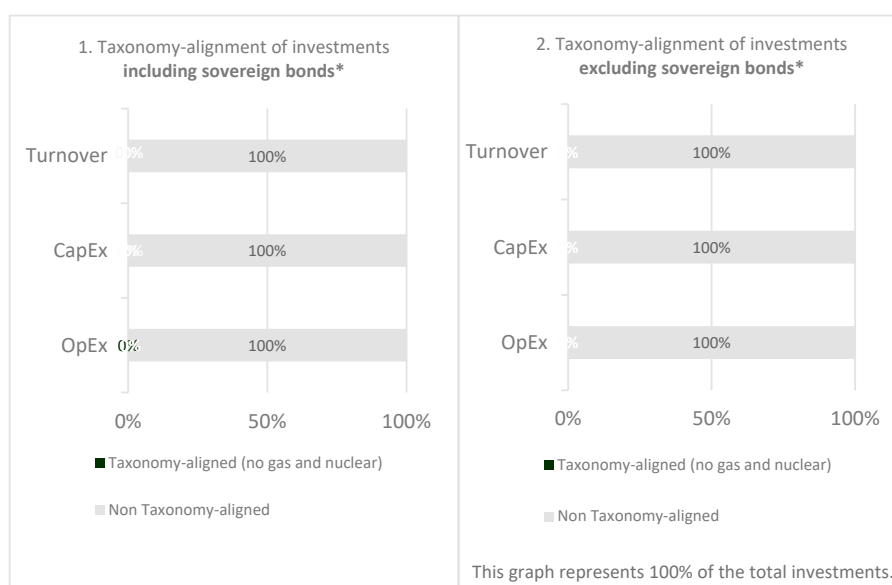 1. Taxonomy-alignment of investments
including sovereign bonds*
Turnover
100%
CapEx
100%
OpEx
0%
100%
0%
50%
100%
Taxonomy-aligned (no gas and nuclear)
Non Taxonomy-aligned
2. Taxonomy-alignment of investments
excluding sovereign bonds*
Turnover
%
100%
CapEx
%
100%
OpEx
%
100%
0%
50%
100%
Taxonomy-aligned (no gas and nuclear)
Non Taxonomy-aligned
This graph represents 100% of the total investments.